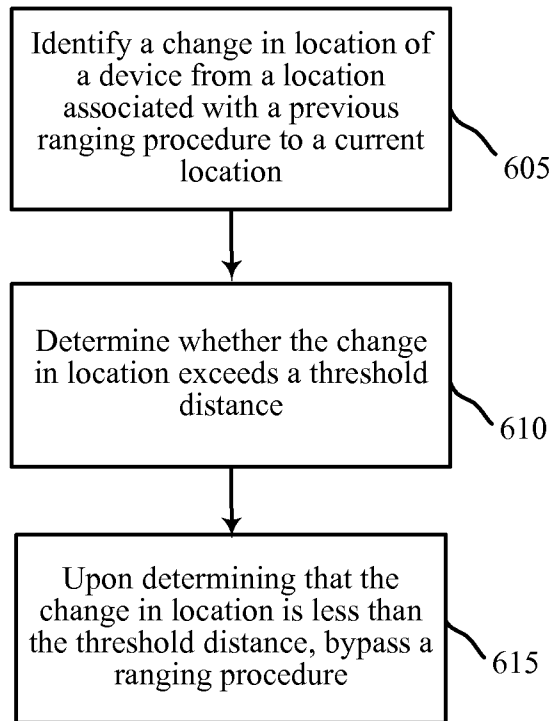 Identify a change in location of
a device from a location
associated with a previous
ranging procedure to a current
location
605
Determine whether the change
in location exceeds a threshold
distance
610
Upon determining that the
change in location is less than
the threshold distance, bypass a
ranging procedure
615